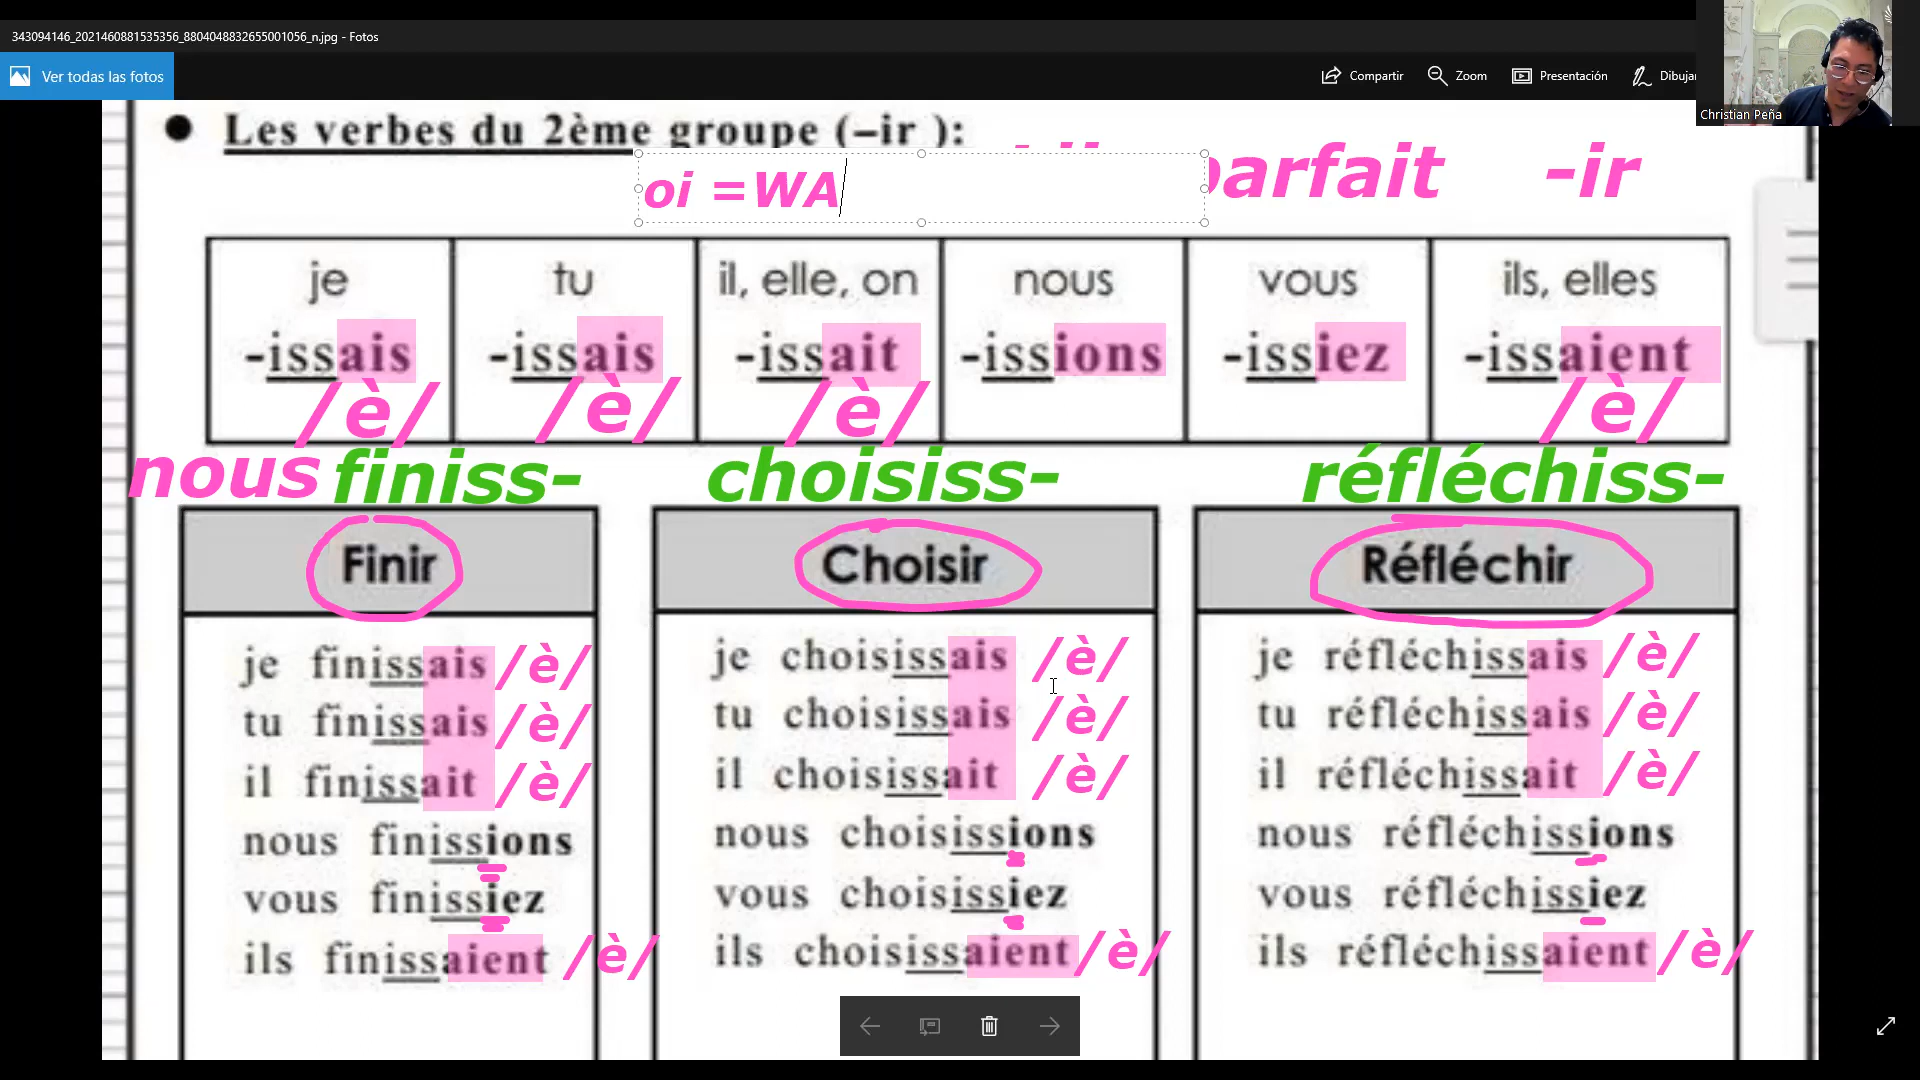 343094146_2021460881535356_8804048832655001056_n.jpg - Fotos
Ver todas las fotos
Compartir
Zoom
Presentación
Dibujar
Christian Peña
Les verbes du 2ème groupe (–ir ):
oi =WA
parfait -ir
je tu il, elle, on nous vous ils, elles
-issais -issais -issait -issions -issiez -issaient
/è/ /è/ /è/ /è/
nous finiss- choisiss- réfléchiss-
Finir
je finissais /è/
tu finissais /è/
il finissait /è/
nous finissions
vous finissiez
ils finissaient /è/
Choisir
je choisissais /è/
tu choisissais /è/
il choisissait /è/
nous choisissions
vous choisissiez
ils choisissaient /è/
Réfléchir
je réfléchissais /è/
tu réfléchissais /è/
il réfléchissait /è/
nous réfléchissions
vous réfléchissiez
ils réfléchissaient /è/